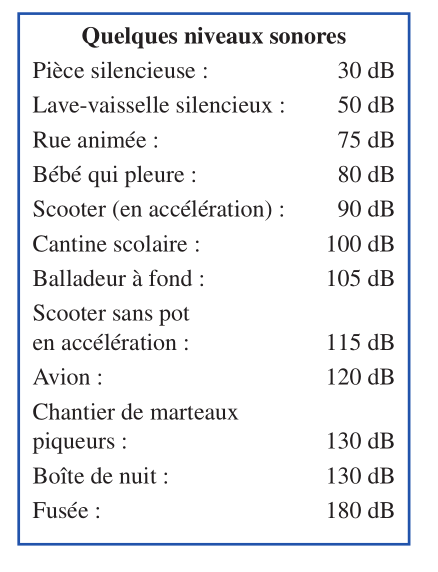 Quelques niveaux sonores
Pièce silencieuse : 30 dB
Lave-vaisselle silencieux : 50 dB
Rue animée : 75 dB
Bébé qui pleure : 80 dB
Scooter (en accélération) : 90 dB
Cantine scolaire : 100 dB
Balladeur à fond : 105 dB
Scooter sans pot
en accélération : 115 dB
Avion : 120 dB
Chantier de marteaux
piqueurs : 130 dB
Boîte de nuit : 130 dB
Fusée : 180 dB